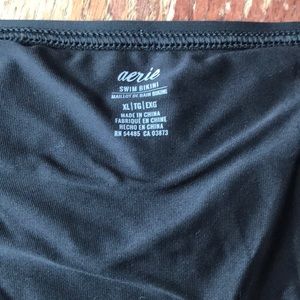 aerie
SWIM BIKINI
MAILLOT DE BAIN BIKINI
XL|TG|EXG
MADE IN CHINA
FABRIQUÉ EN CHINE
HECHO EN CHINA
RN 54485 CA 03873